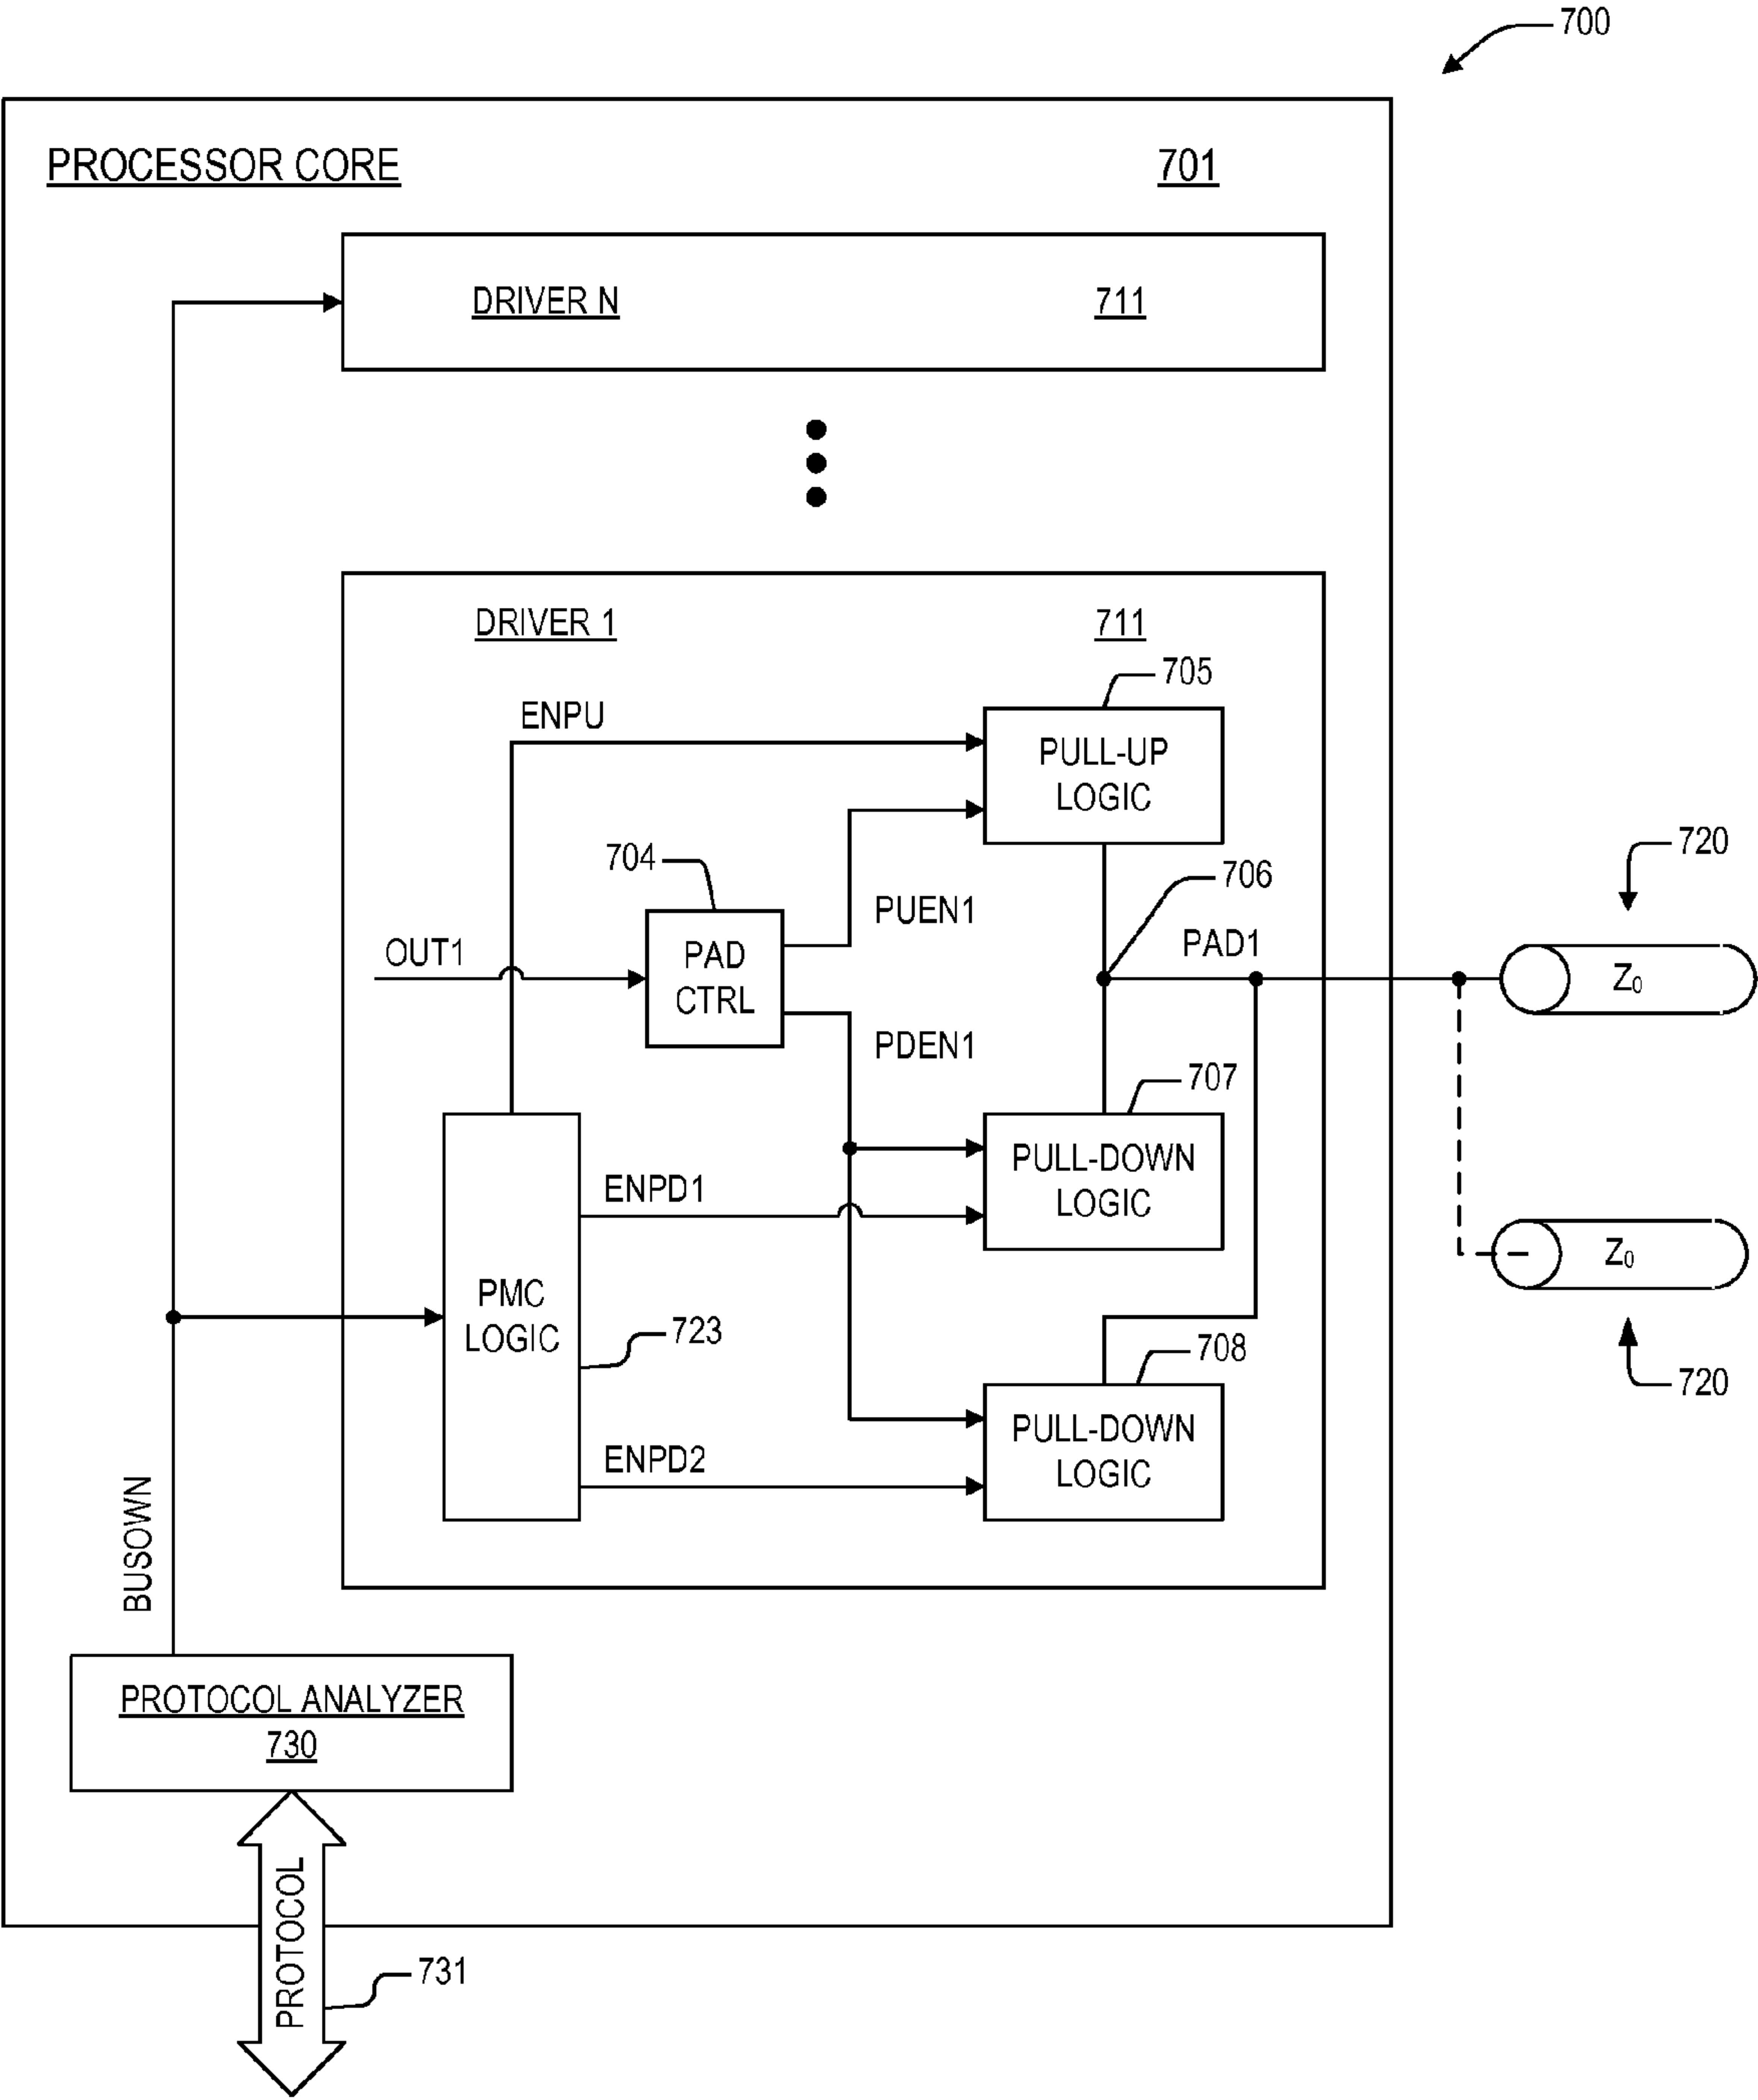 700
PROCESSOR CORE
701
DRIVER N
711
DRIVER 1
711
705
ENPU
PULL-UP
LOGIC
704
720
706
PUEN1
OUT1
PAD
CTRL
PAD1
Z0
PDEN1
707
PULL-DOWN
LOGIC
ENPD1
Z0
PMC
LOGIC
723
708
720
PULL-DOWN
LOGIC
ENPD2
BUSOWN
PROTOCOL ANALYZER
730
PROTOCOL
731